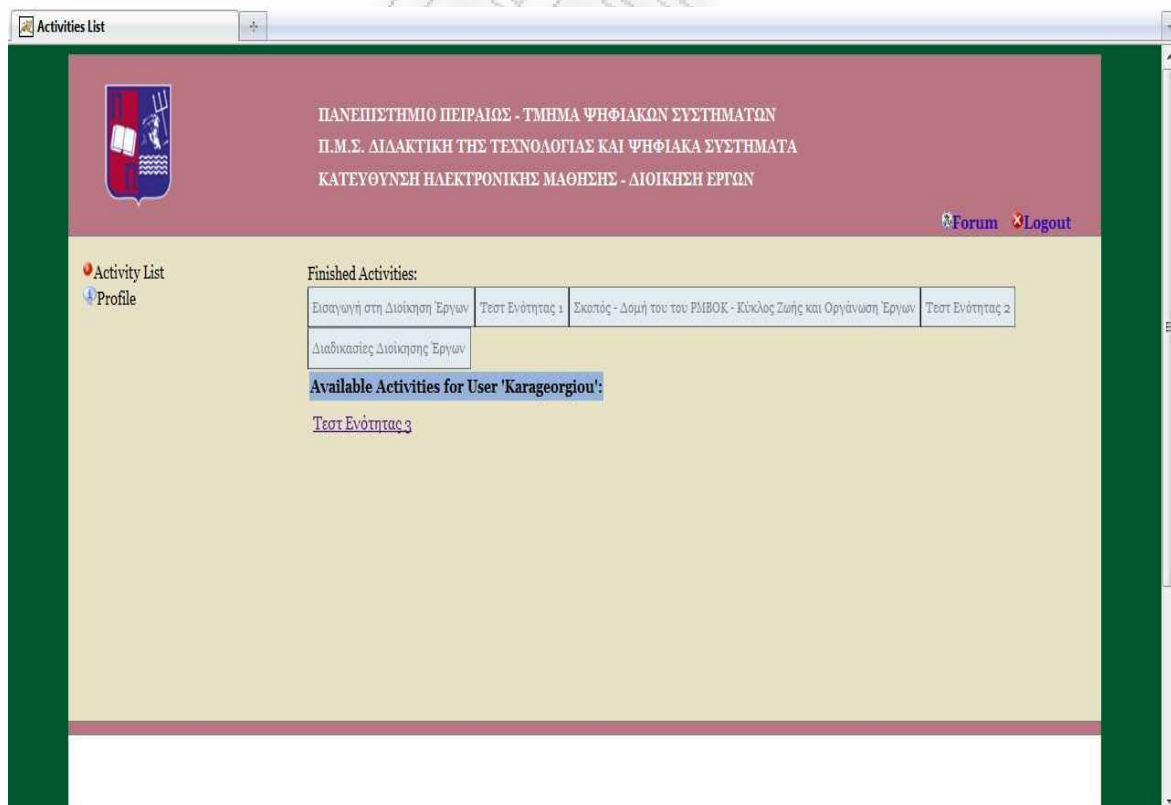 Activities List
ΠΑΝΕΠΙΣΤΗΜΙΟ ΠΕΙΡΑΙΩΣ - ΤΜΗΜΑ ΨΗΦΙΑΚΩΝ ΣΥΣΤΗΜΑΤΩΝ
Π.Μ.Σ. ΔΙΔΑΚΤΙΚΗ ΤΗΣ ΤΕΧΝΟΛΟΓΙΑΣ ΚΑΙ ΨΗΦΙΑΚΑ ΣΥΣΤΗΜΑΤΑ
ΚΑΤΕΥΘΥΝΣΗ ΗΛΕΚΤΡΟΝΙΚΗΣ ΜΑΘΗΣΗΣ - ΔΙΟΙΚΗΣΗ ΕΡΓΩΝ
Forum Logout
Activity List
Profile
Finished Activities:
Εισαγωγή στη Διοίκηση Έργων Τεστ Ενότητας 1 Σκοπός - Δομή του του PMBOK - Κύκλος Ζωής και Οργάνωση Έργων Τεστ Ενότητας 2
Διαδικασίες Διοίκησης Έργων
Available Activities for User 'Karageorgiou':
Τεστ Ενότητας 3